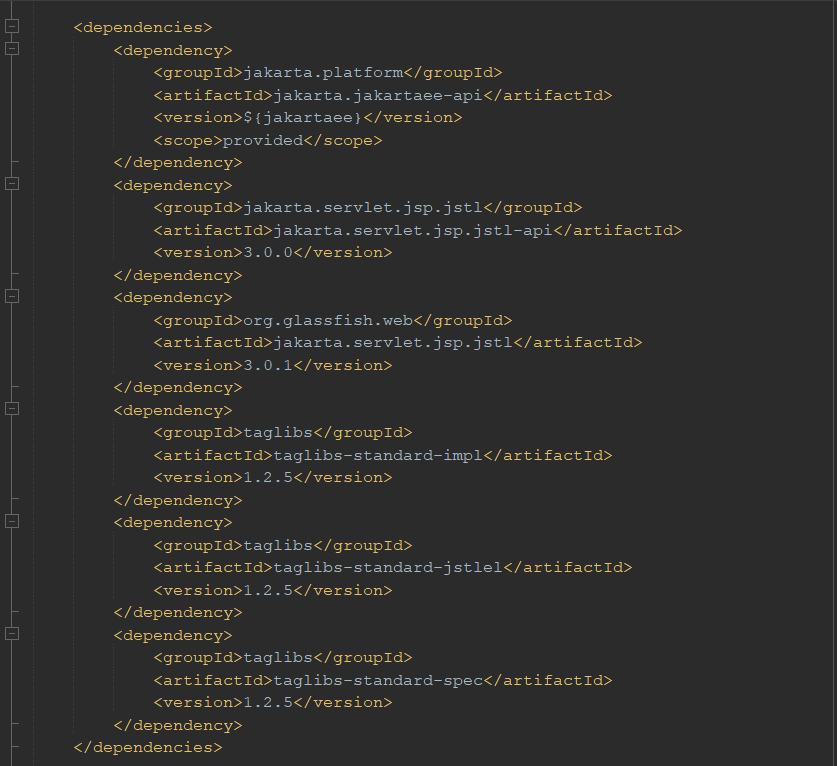 <dependencies>
<dependency>
<groupId>jakarta.platform</groupId>
<artifactId>jakarta.jakartaee-api</artifactId>
<version>${jakartaee}</version>
<scope>provided</scope>
</dependency>
<dependency>
<groupId>jakarta.servlet.jsp.jstl</groupId>
<artifactId>jakarta.servlet.jsp.jstl-api</artifactId>
<version>3.0.0</version>
</dependency>
<dependency>
<groupId>org.glassfish.web</groupId>
<artifactId>jakarta.servlet.jsp.jstl</artifactId>
<version>3.0.1</version>
</dependency>
<dependency>
<groupId>taglibs</groupId>
<artifactId>taglibs-standard-impl</artifactId>
<version>1.2.5</version>
</dependency>
<dependency>
<groupId>taglibs</groupId>
<artifactId>taglibs-standard-jstlel</artifactId>
<version>1.2.5</version>
</dependency>
<dependency>
<groupId>taglibs</groupId>
<artifactId>taglibs-standard-spec</artifactId>
<version>1.2.5</version>
</dependency>
</dependencies>